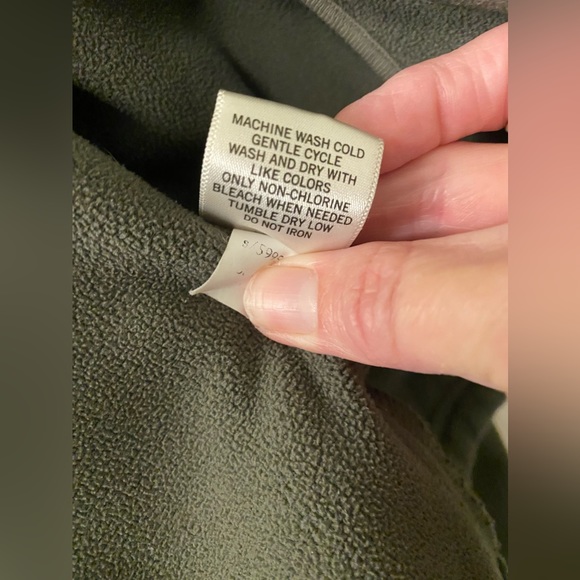 MACHINE WASH COLD
GENTLE CYCLE
WASH AND DRY WITH
LIKE COLORS
ONLY NON-CHLORINE
BLEACH WHEN NEEDED
TUMBLE DRY LOW
DO NOT IRON